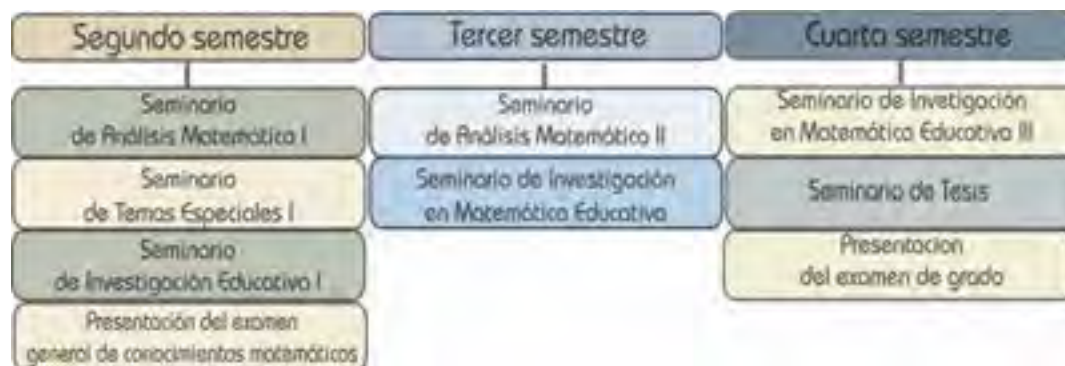 Segundo semestre
Seminario
de Análisis Matemático I
Seminario
de Temas Especiales I
Seminario
de Investigación Educativa I
Presentación del examen
general de conocimientos matemáticos
Tercer semestre
Seminario
de Análisis Matemático II
Seminario de Investigación
en Matemática Educativa
Cuarto semestre
Seminario de Invetigación
en Matemática Educativa III
Seminario de Tesis
Presentacion
del examen de grado